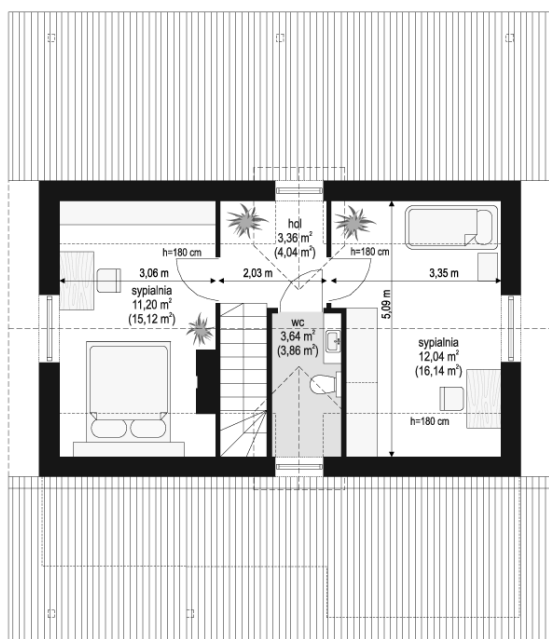 hol
3,36 m²
(4,04 m²)
h=180 cm
h=180 cm
3,06 m
2,03 m
3,35 m
sypialnia
11,20 m²
(15,12 m²)
5,09 m
wc
3,64 m²
(3,86 m²)
sypialnia
12,04 m²
(16,14 m²)
h=180 cm